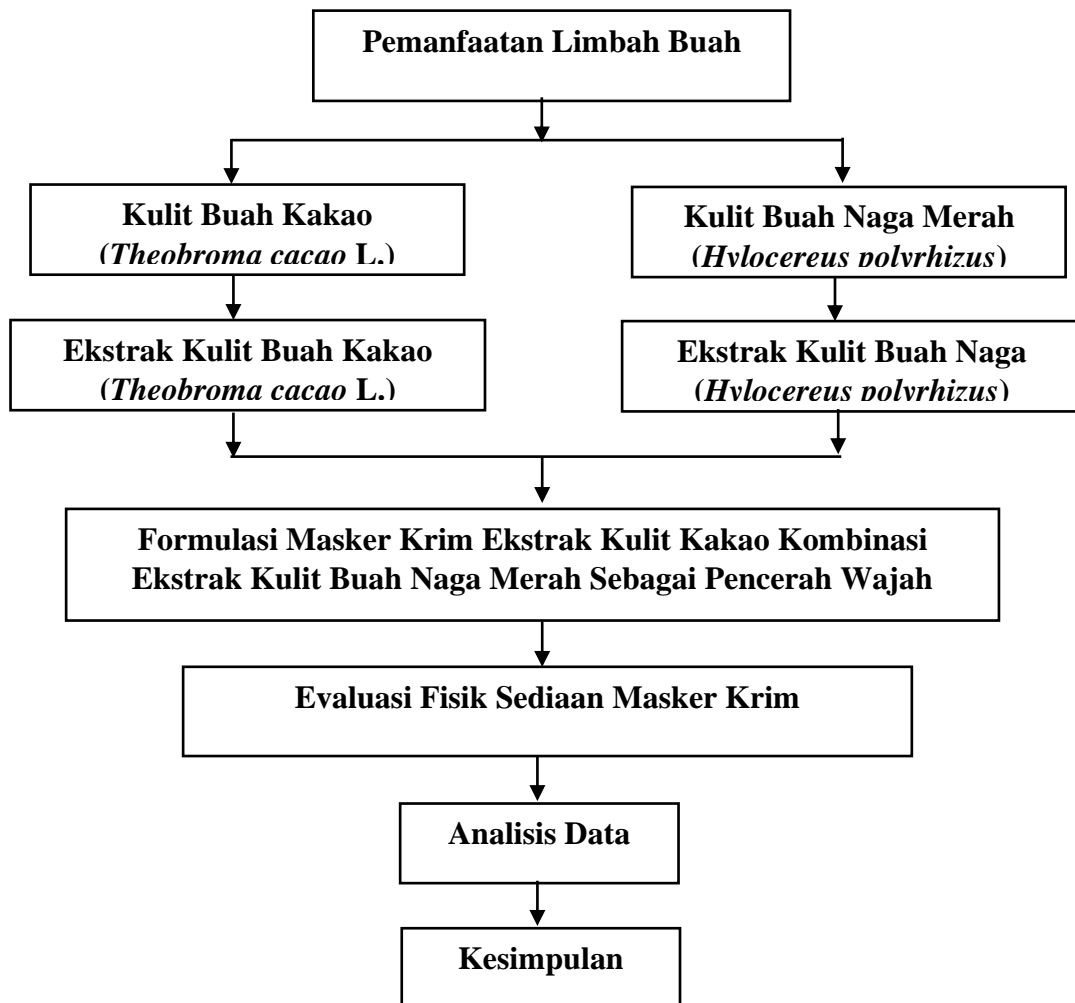 Pemanfaatan Limbah Buah
Kulit Buah Kakao
(Theobroma cacao L.)
Kulit Buah Naga Merah
(Hylocereus polyrhizus)
Ekstrak Kulit Buah Kakao
(Theobroma cacao L.)
Ekstrak Kulit Buah Naga
(Hylocereus polyrhizus)
Formulasi Masker Krim Ekstrak Kulit Kakao Kombinasi
Ekstrak Kulit Buah Naga Merah Sebagai Pencerah Wajah
Evaluasi Fisik Sediaan Masker Krim
Analisis Data
Kesimpulan